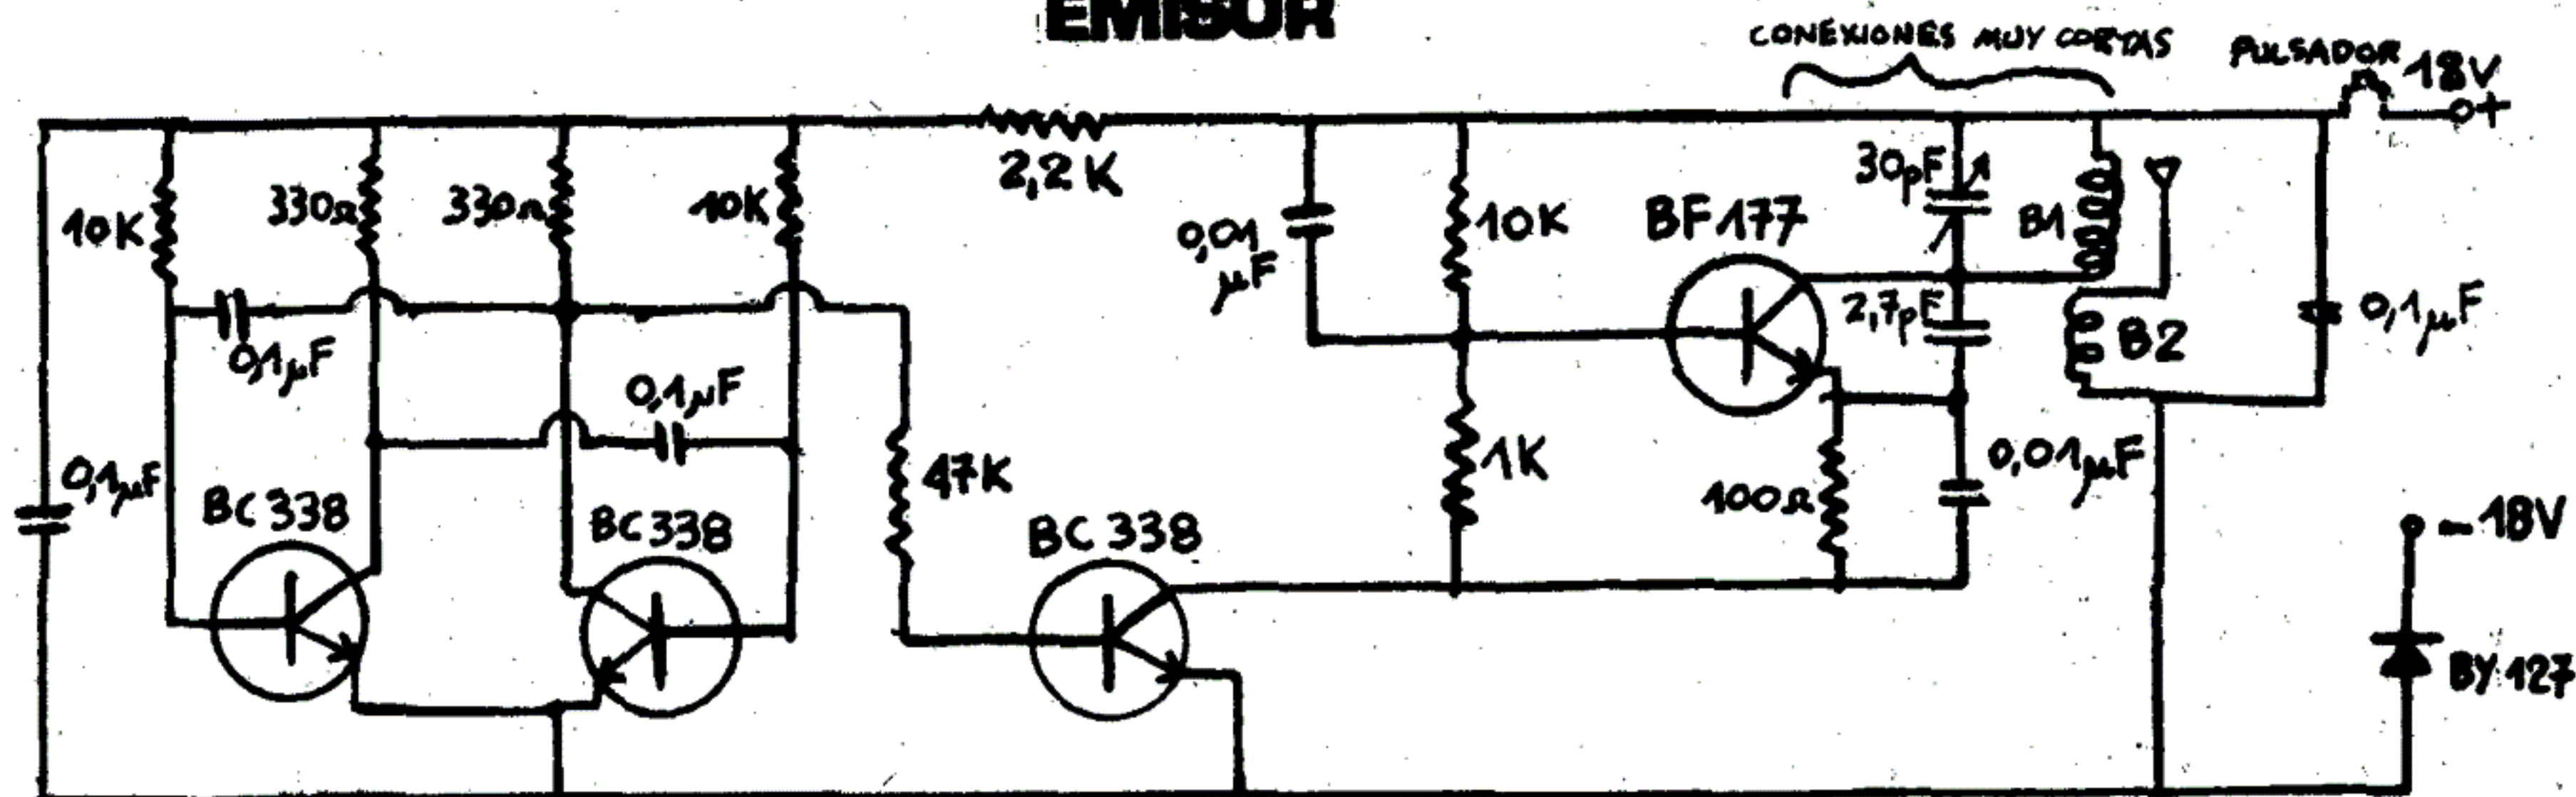 EMISOR
CONEXIONES MUY CORTAS
PULSADOR 18V
+
10K
330Ω
330Ω
10K
2,2K
0,01
µF
10K
BF177
30pF
B1
2,7pF
B2
0,1µF
0,1µF
0,1µF
0,1µF
BC338
BC338
47K
BC338
1K
100Ω
0,01µF
-18V
BY127